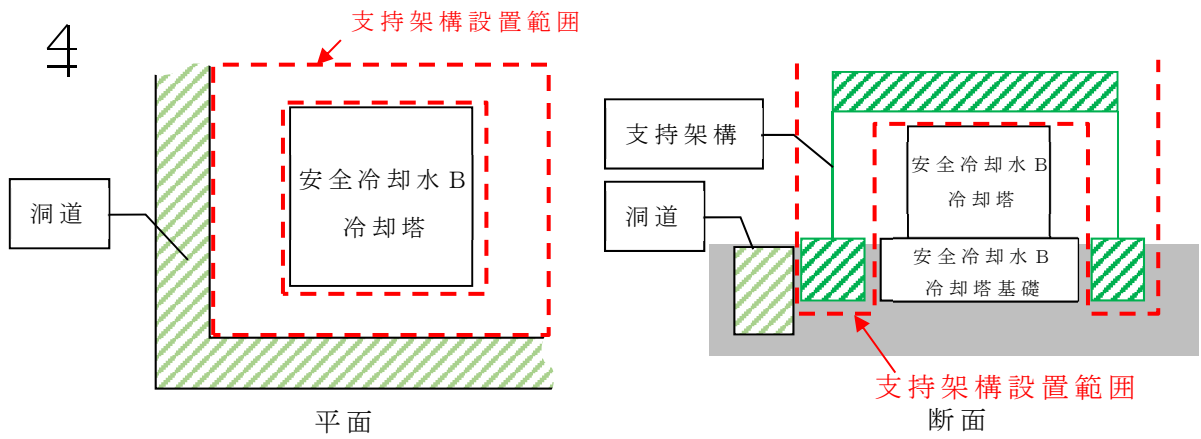 4
支持架構設置範囲
安全冷却水B
冷却塔
洞道
平面
支持架構
洞道
安全冷却水B
冷却塔
安全冷却水B
冷却塔基礎
支持架構設置範囲
断面